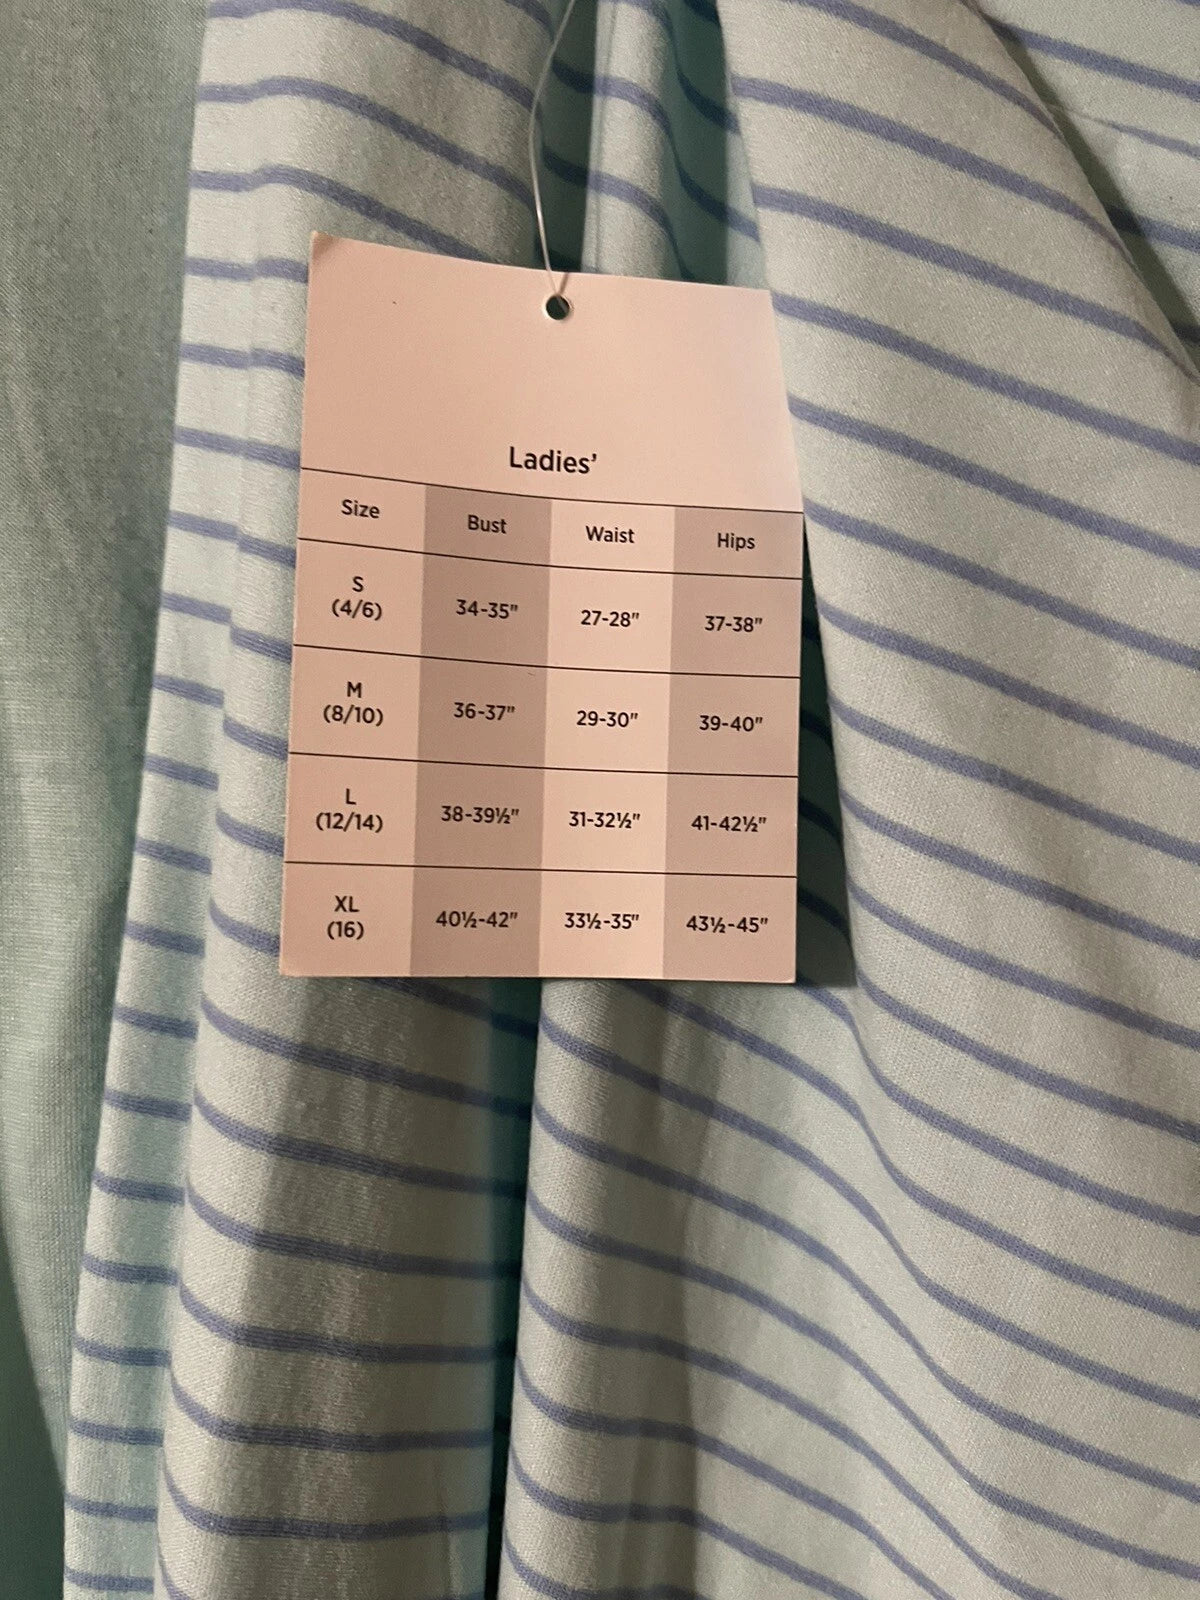 Ladies’
Size Bust Waist Hips
S
(4/6) 34-35" 27-28" 37-38"
M
(8/10) 36-37" 29-30" 39-40"
L
(12/14) 38-39½" 31-32½" 41-42½"
XL
(16) 40½-42" 33½-35" 43½-45"